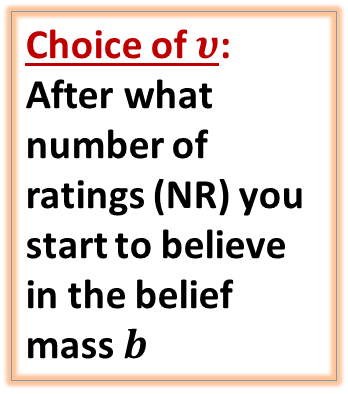 Choice of 𝝊:
After what
number of
ratings (NR) you
start to believe
in the belief
mass 𝒃